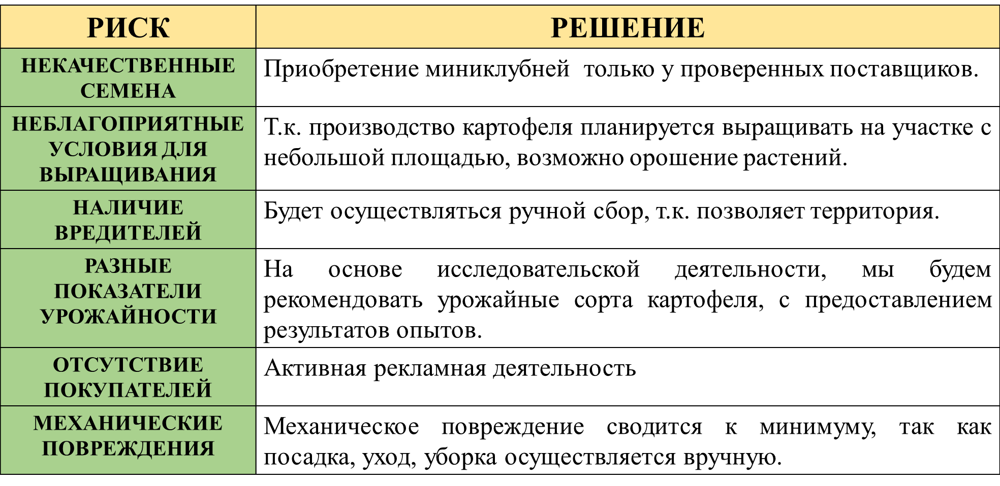 РИСК
РЕШЕНИЕ
НЕКАЧЕСТВЕННЫЕ
СЕМЕНА
Приобретение миниклубней только у проверенных поставщиков.
НЕБЛАГОПРИЯТНЫЕ
УСЛОВИЯ ДЛЯ
ВЫРАЩИВАНИЯ
Т.к. производство картофеля планируется выращивать на участке с
небольшой площадью, возможно орошение растений.
НАЛИЧИЕ
ВРЕДИТЕЛЕЙ
Будет осуществляться ручной сбор, т.к. позволяет территория.
РАЗНЫЕ
ПОКАЗАТЕЛИ
УРОЖАЙНОСТИ
На основе исследовательской деятельности, мы будем
рекомендовать урожайные сорта картофеля, с предоставлением
результатов опытов.
ОТСУТСТВИЕ
ПОКУПАТЕЛЕЙ
Активная рекламная деятельность
МЕХАНИЧЕСКИЕ
ПОВРЕЖДЕНИЯ
Механическое повреждение сводится к минимуму, так как
посадка, уход, уборка осуществляется вручную.